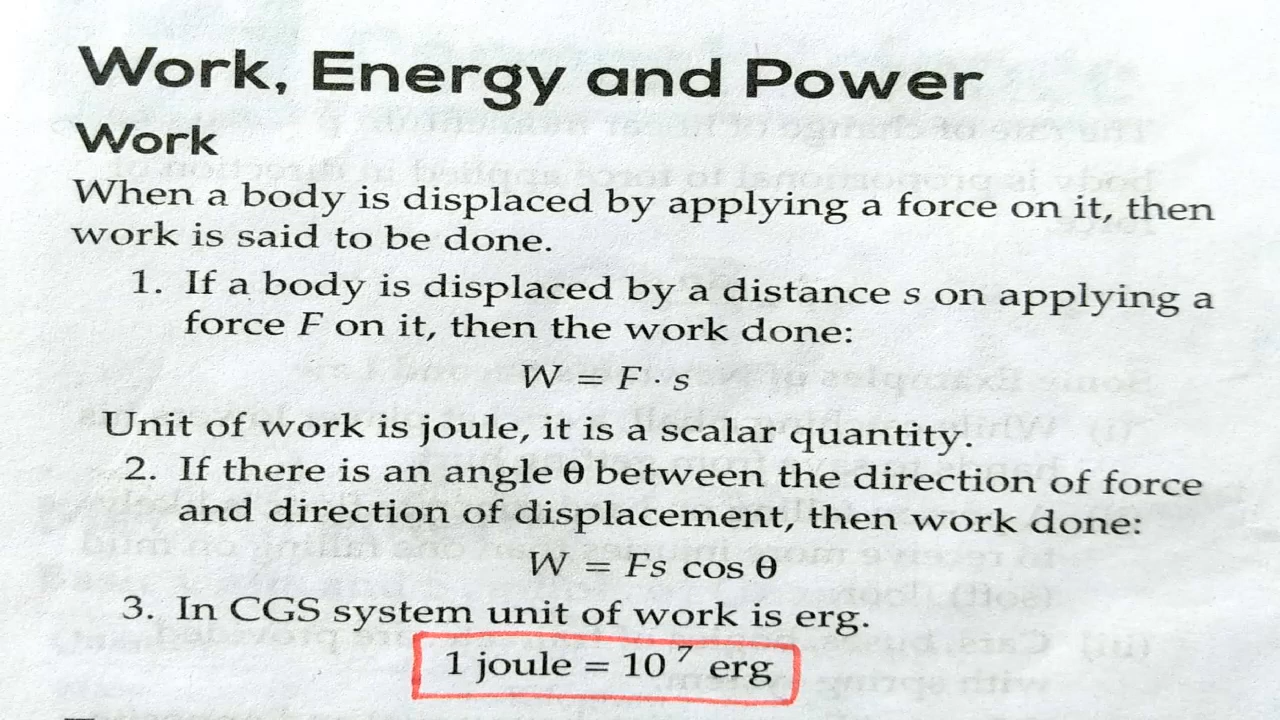 Work, Energy and Power
Work
When a body is displaced by applying a force on it, then
work is said to be done.
1. If a body is displaced by a distance s on applying a
force F on it, then the work done:
W = F · s
Unit of work is joule, it is a scalar quantity.
2. If there is an angle θ between the direction of force
and direction of displacement, then work done:
W = Fs cos θ
3. In CGS system unit of work is erg.
1 joule = 10⁷ erg